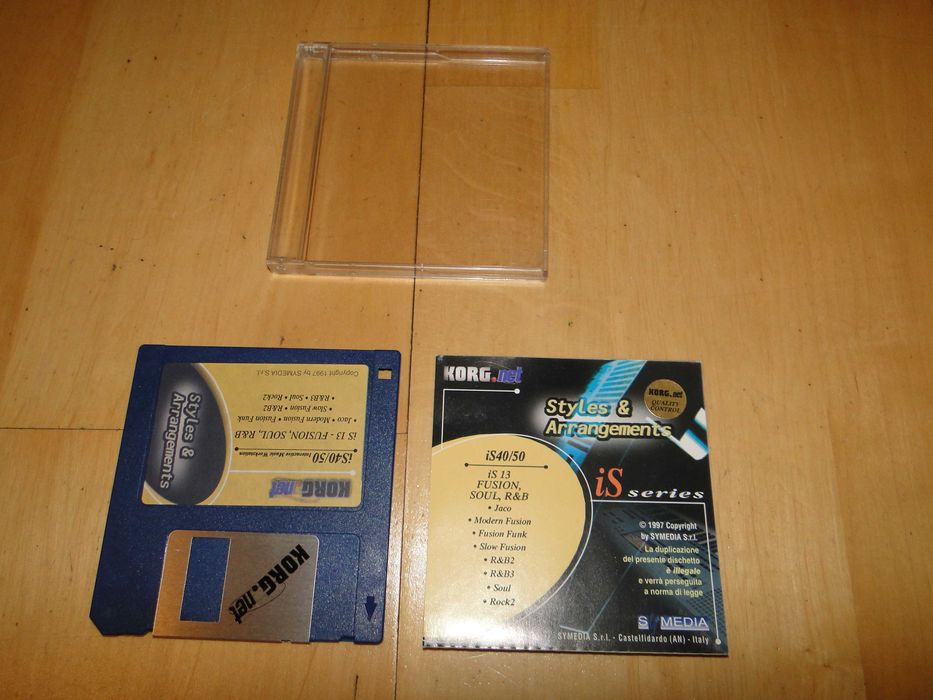 Copyright 1997 by SYMEDIA S.r.l.
Styles &
Arrangements
iS40/50
Interactive Music Workstation
iS 13 - FUSION, SOUL, R&B
• Jaco • Modern Fusion • Fusion Funk
• Slow Fusion • R&B2
• R&B3 • Soul • Rock2
KORG.net
KORG.net
KORG.net
KORG.net
QUALITY
CONTROL
Styles &
Arrangements
iS40/50
iS 13
FUSION,
SOUL, R&B
• Jaco
• Modern Fusion
• Fusion Funk
• Slow Fusion
• R&B2
• R&B3
• Soul
• Rock2
iS series
© 1997 Copyright
by SYMEDIA S.r.l.
La duplicazione
del presente dischetto
è illegale
e verrà perseguita
a norma di legge
SYMEDIA
SYMEDIA S.r.l. - Castelfidardo (AN) - Italy